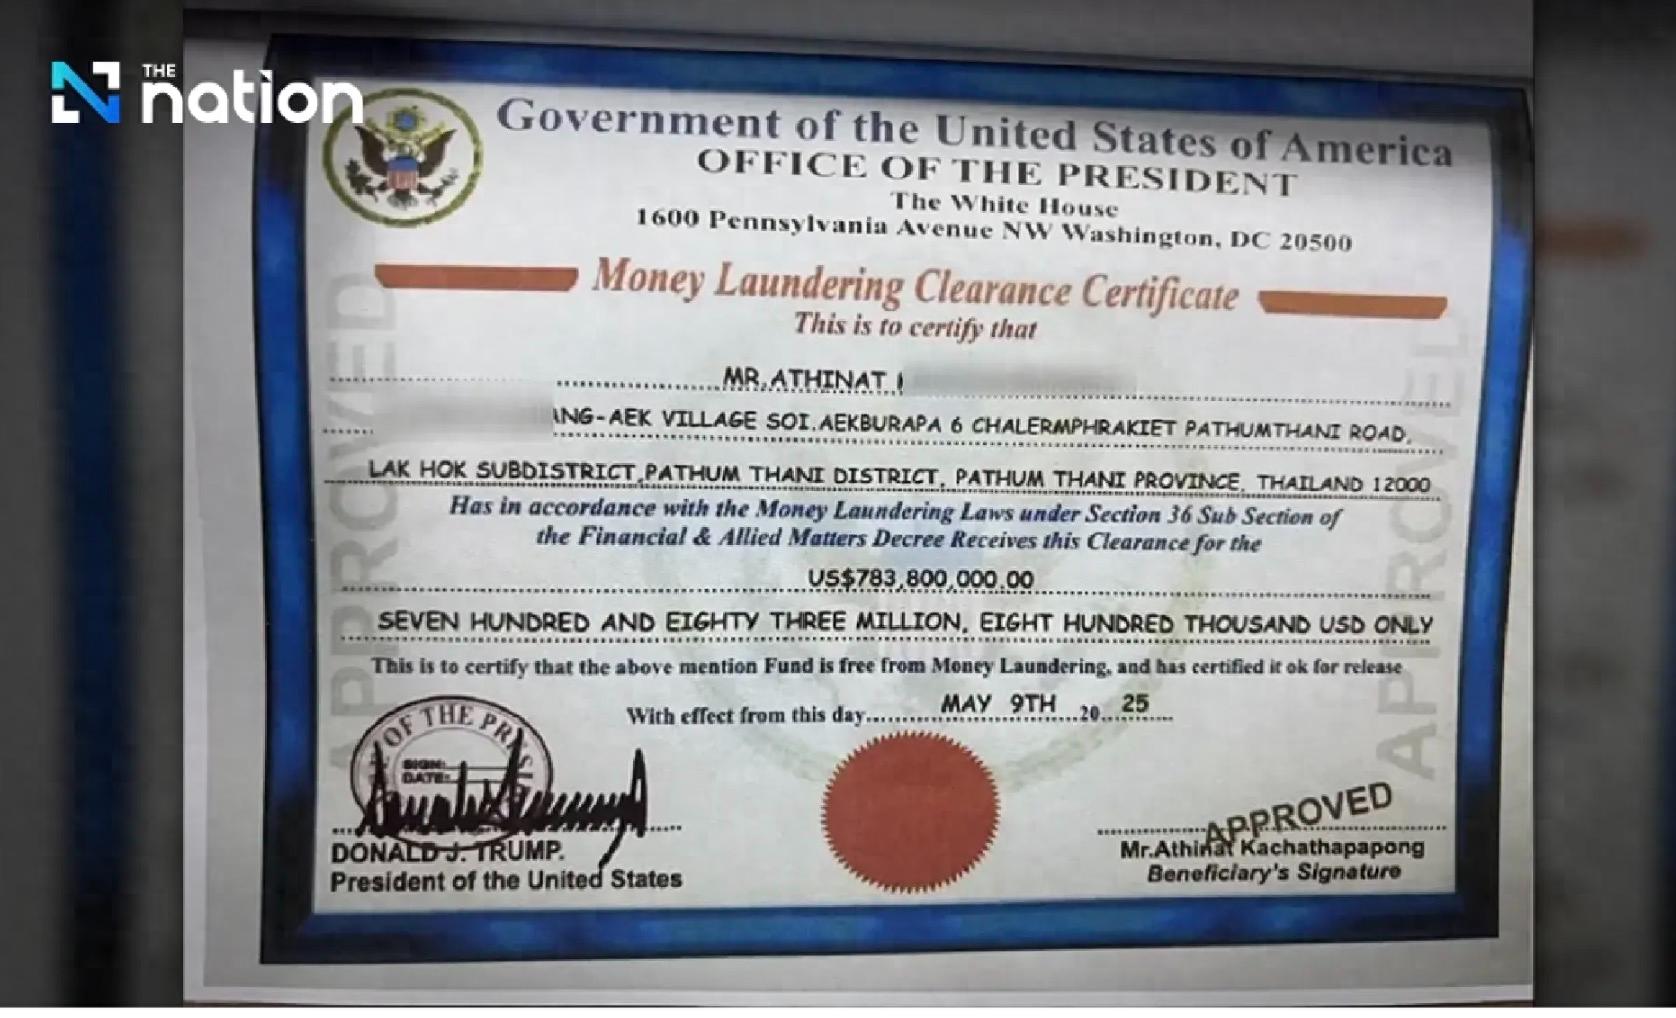 THE
nation
Government of the United States of America
OFFICE OF THE PRESIDENT
The White House
1600 Pennsylvania Avenue NW Washington, DC 20500
Money Laundering Clearance Certificate
This is to certify that
MR.ATHINAT
ANG-AEK VILLAGE SOI.AEKBURAPA 6 CHALERMPHRAKIET PATHUMTHANI ROAD,
LAK HOK SUBDISTRICT,PATHUM THANI DISTRICT, PATHUM THANI PROVINCE, THAILAND 12000
Has in accordance with the Money Laundering Laws under Section 36 Sub Section of
the Financial & Allied Matters Decree Receives this Clearance for the
US$783,800,000.00
SEVEN HUNDRED AND EIGHTY THREE MILLION, EIGHT HUNDRED THOUSAND USD ONLY
This is to certify that the above mention Fund is free from Money Laundering, and has certified it ok for release
With effect from this day MAY 9TH 20 25
APPROVED
APPROVED
OF THE PRESI
SIGN:
DATE:
DONALD J. TRUMP.
President of the United States
APPROVED
Mr.Athinat Kachathapapong
Beneficiary's Signature